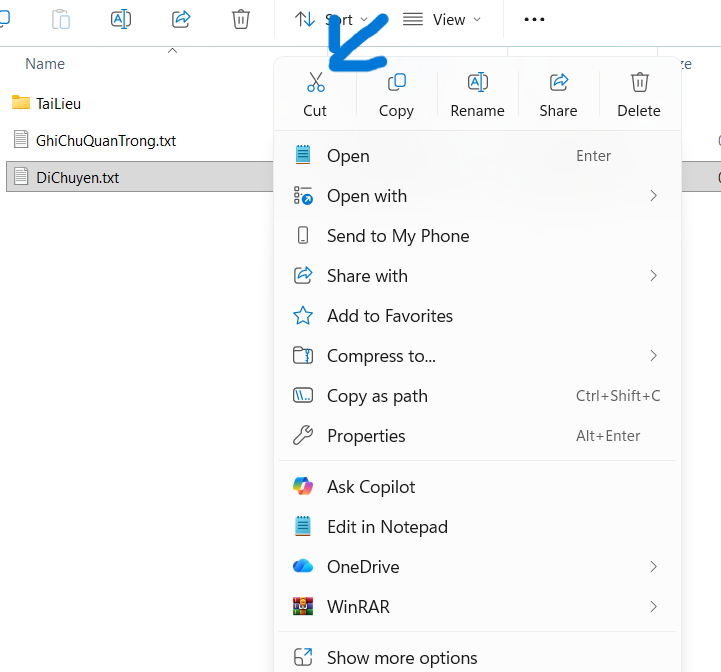 Sort View
Name ze
TaiLieu
GhiChuQuanTrong.txt
DiChuyen.txt
Cut Copy Rename Share Delete
Open Enter
Open with
Send to My Phone
Share with
Add to Favorites
Compress to...
Copy as path Ctrl+Shift+C
Properties Alt+Enter
Ask Copilot
Edit in Notepad
OneDrive
WinRAR
Show more options